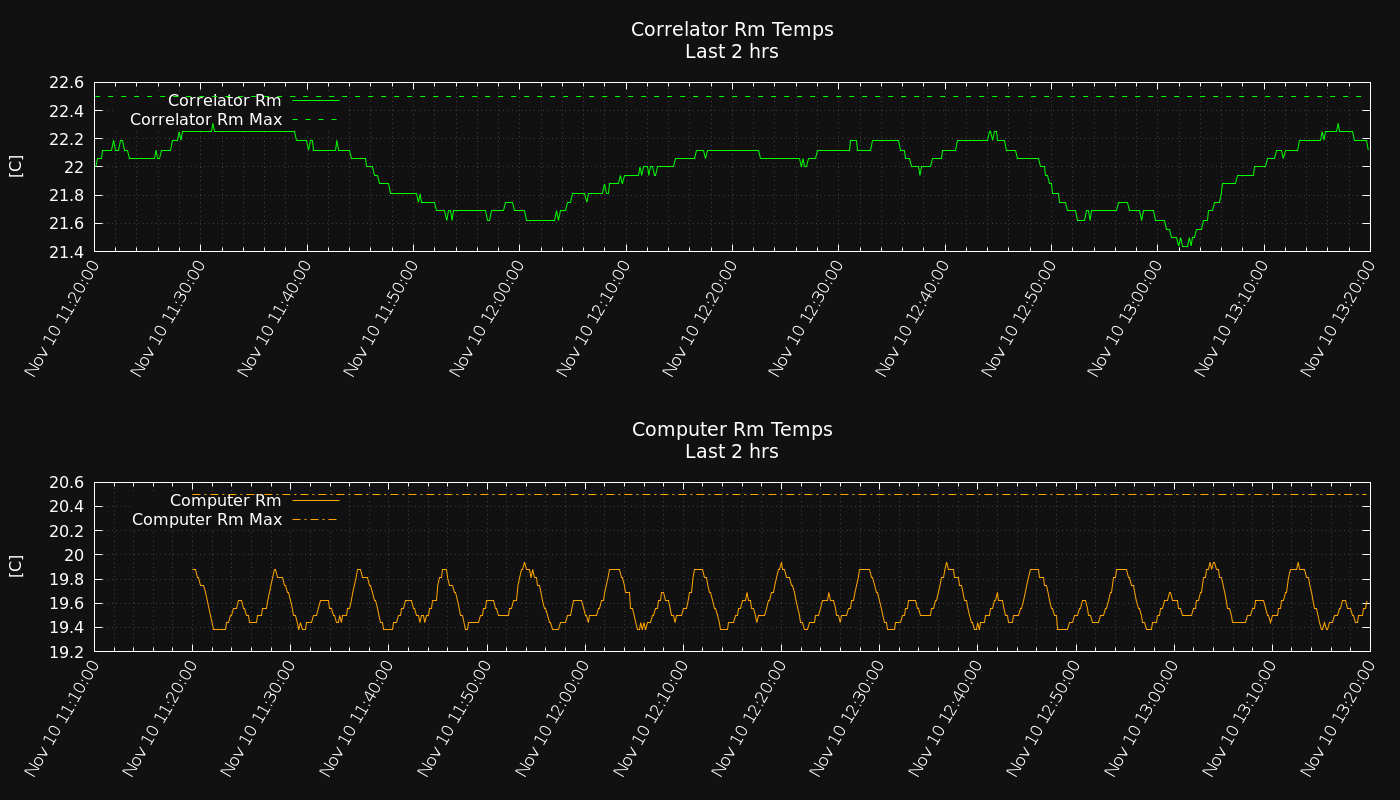 Correlator Rm Temps
Last 2 hrs
22.6
22.4
22.2
22
21.8
21.6
21.4
[C]
Correlator Rm
Correlator Rm Max
Nov 10 11:20:00
Nov 10 11:30:00
Nov 10 11:40:00
Nov 10 11:50:00
Nov 10 12:00:00
Nov 10 12:10:00
Nov 10 12:20:00
Nov 10 12:30:00
Nov 10 12:40:00
Nov 10 12:50:00
Nov 10 13:00:00
Nov 10 13:10:00
Nov 10 13:20:00
Computer Rm Temps
Last 2 hrs
20.6
20.4
20.2
20
19.8
19.6
19.4
19.2
[C]
Computer Rm
Computer Rm Max
Nov 10 11:10:00
Nov 10 11:20:00
Nov 10 11:30:00
Nov 10 11:40:00
Nov 10 11:50:00
Nov 10 12:00:00
Nov 10 12:10:00
Nov 10 12:20:00
Nov 10 12:30:00
Nov 10 12:40:00
Nov 10 12:50:00
Nov 10 13:00:00
Nov 10 13:10:00
Nov 10 13:20:00